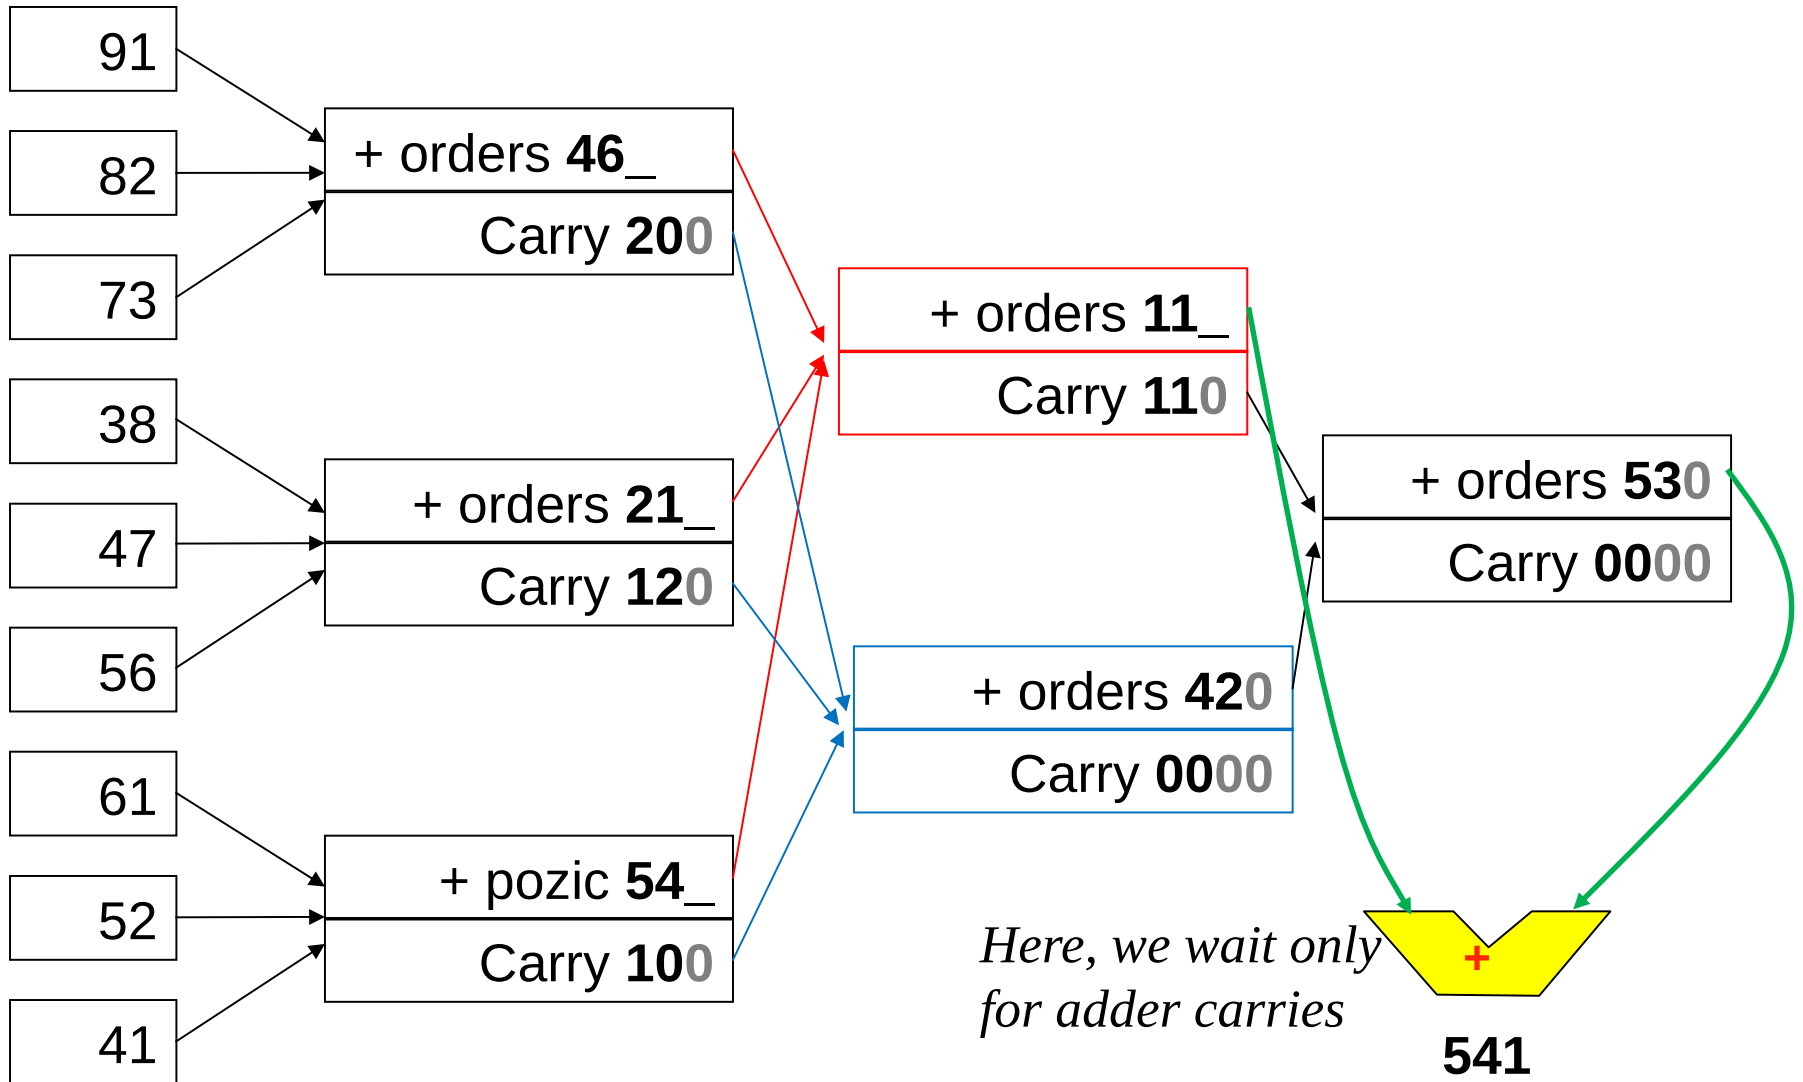 91
82
73
38
47
56
61
52
41
+ orders 46_
Carry 200
+ orders 21_
Carry 120
+ pozic 54_
Carry 100
+ orders 11_
Carry 110
+ orders 420
Carry 0000
+ orders 530
Carry 0000
Here, we wait only
for adder carries
+
541